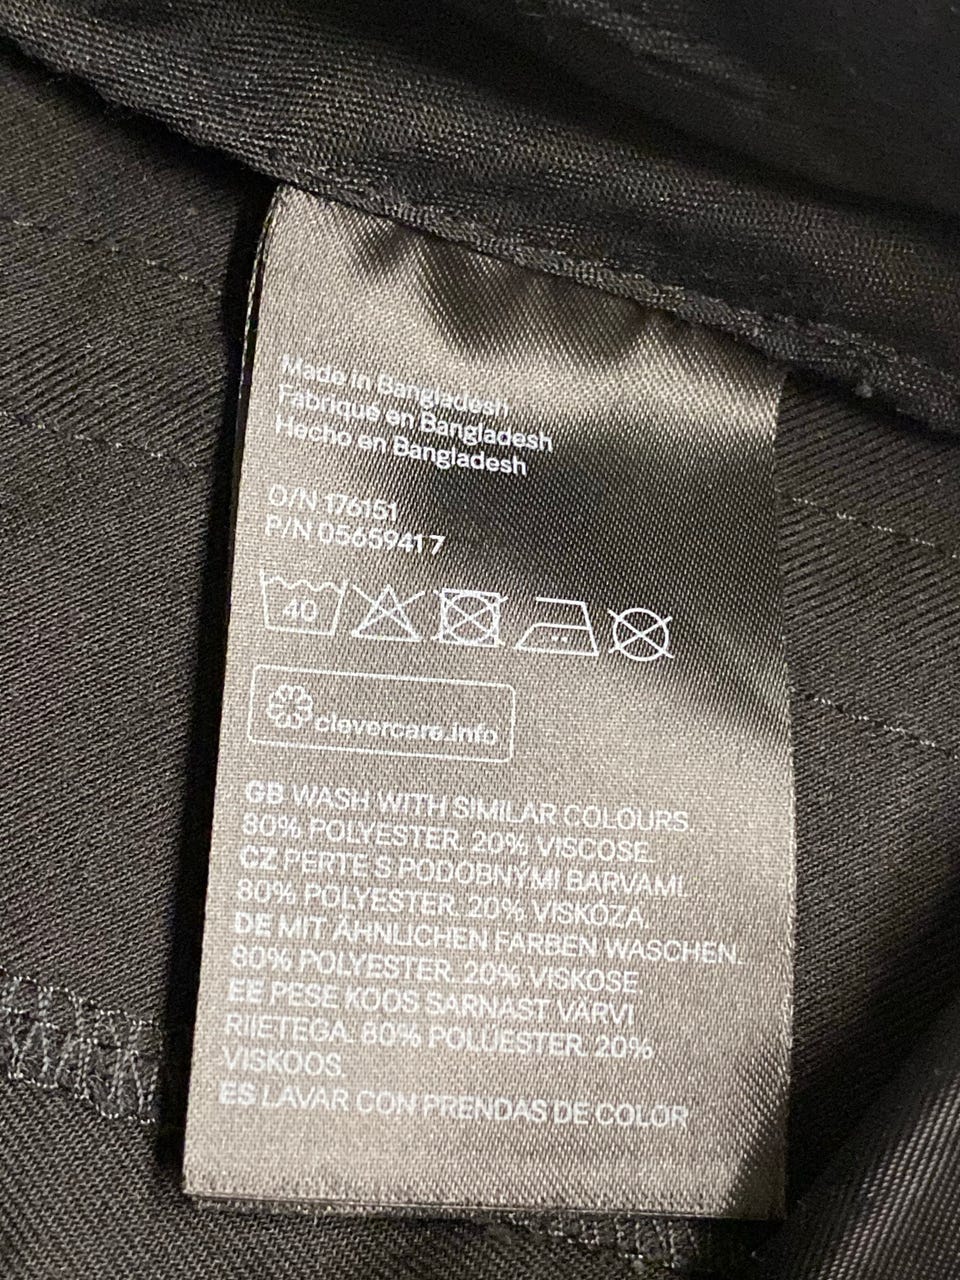 Made in Bangladesh
Fabriqué en Bangladesh
Hecho en Bangladesh
O/N 176151
P/N 0565941 7
40
clevercare.info
GB WASH WITH SIMILAR COLOURS.
80% POLYESTER. 20% VISCOSE.
CZ PERTE S PODOBNÝMI BARVAMI.
80% POLYESTER. 20% VISKÓZA.
DE MIT ÄHNLICHEN FARBEN WASCHEN.
80% POLYESTER. 20% VISKOSE
EE PESE KOOS SARNAST VÄRVI
RIIETEGA. 80% POLÜESTER. 20%
VISKOOS.
ES LAVAR CON PRENDAS DE COLOR